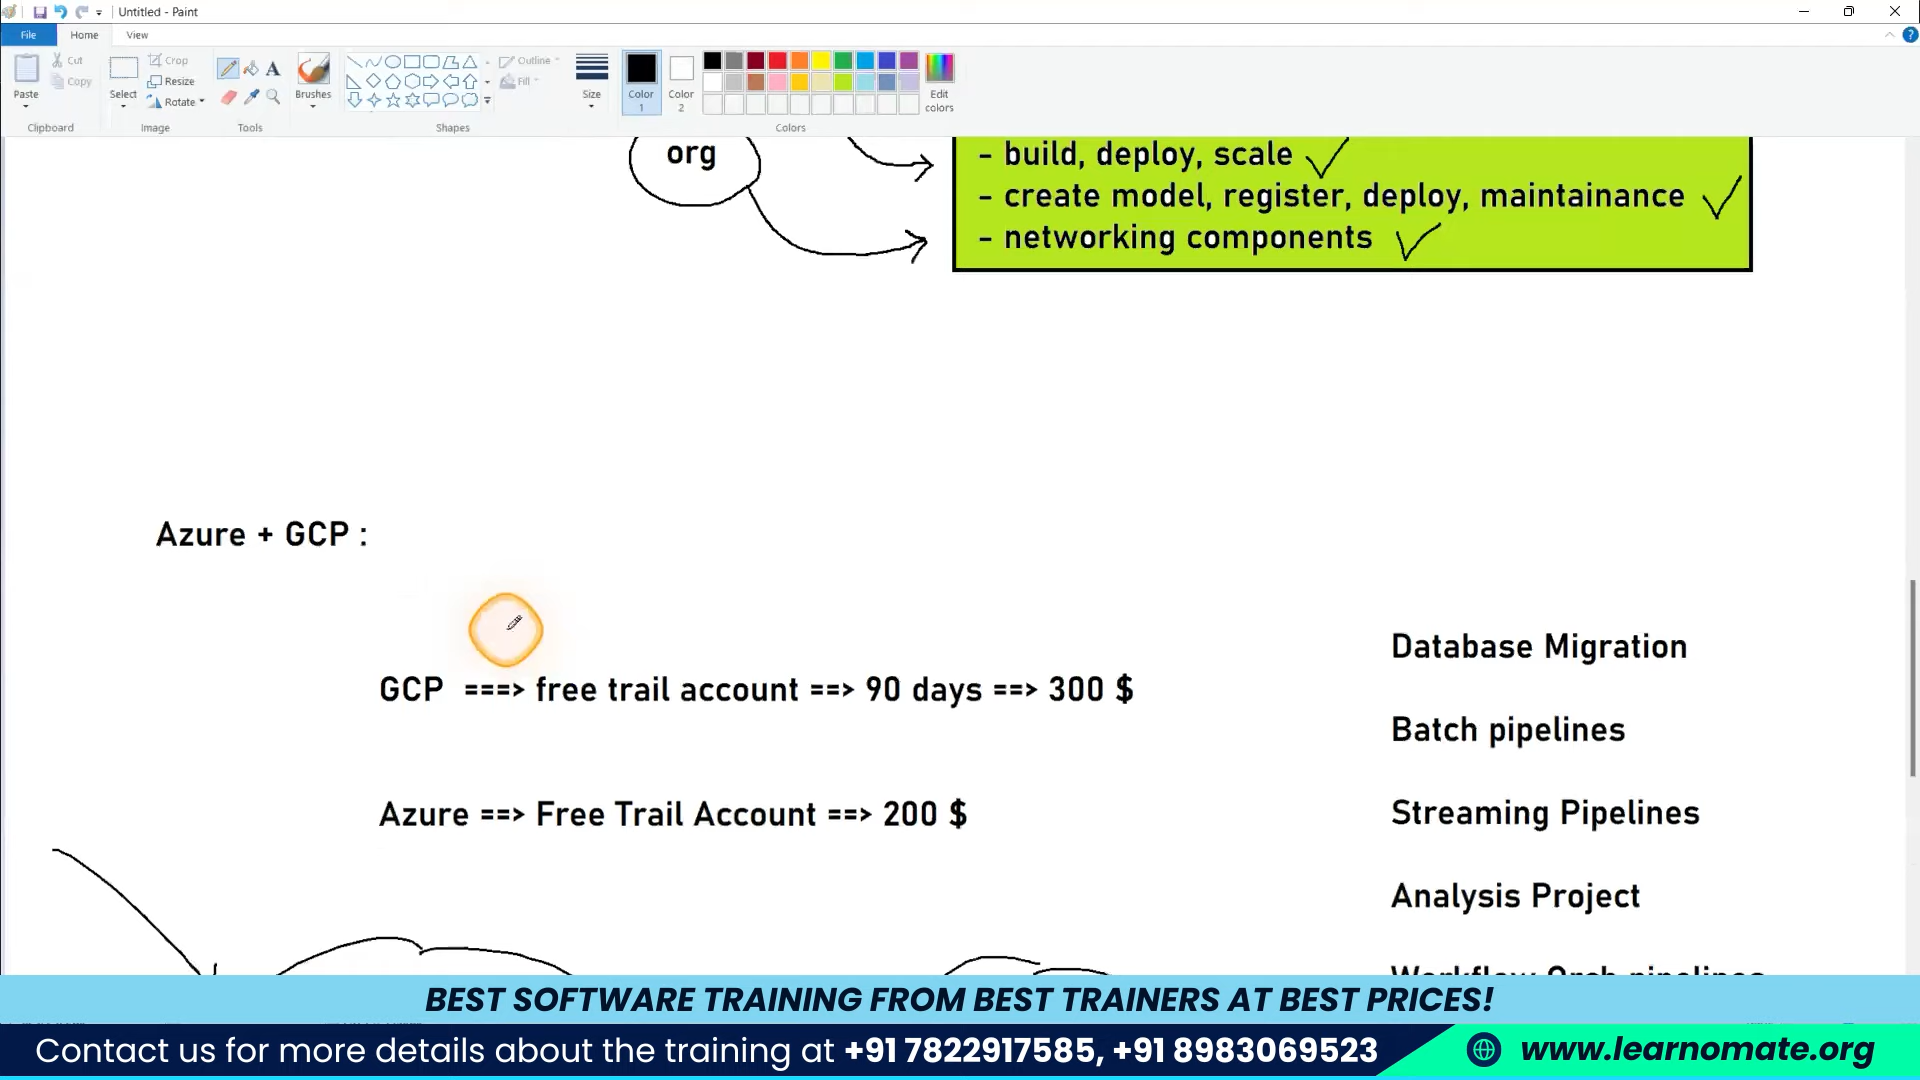 Untitled - Paint
File Home View
Paste
Cut
Copy
Clipboard
Select
Crop
Resize
Rotate
Image
Tools
Brushes
Shapes
Outline
Fill
Size
Color 1
Color 2
Colors
Edit colors
org
- build, deploy, scale
- create model, register, deploy, maintainance
- networking components
Azure + GCP :
GCP ===> free trail account ==> 90 days ==> 300 $
Azure ==> Free Trail Account ==> 200 $
Database Migration
Batch pipelines
Streaming Pipelines
Analysis Project
Workflow Orch pipelines
BEST SOFTWARE TRAINING FROM BEST TRAINERS AT BEST PRICES!
Contact us for more details about the training at +91 7822917585, +91 8983069523
www.learnomate.org